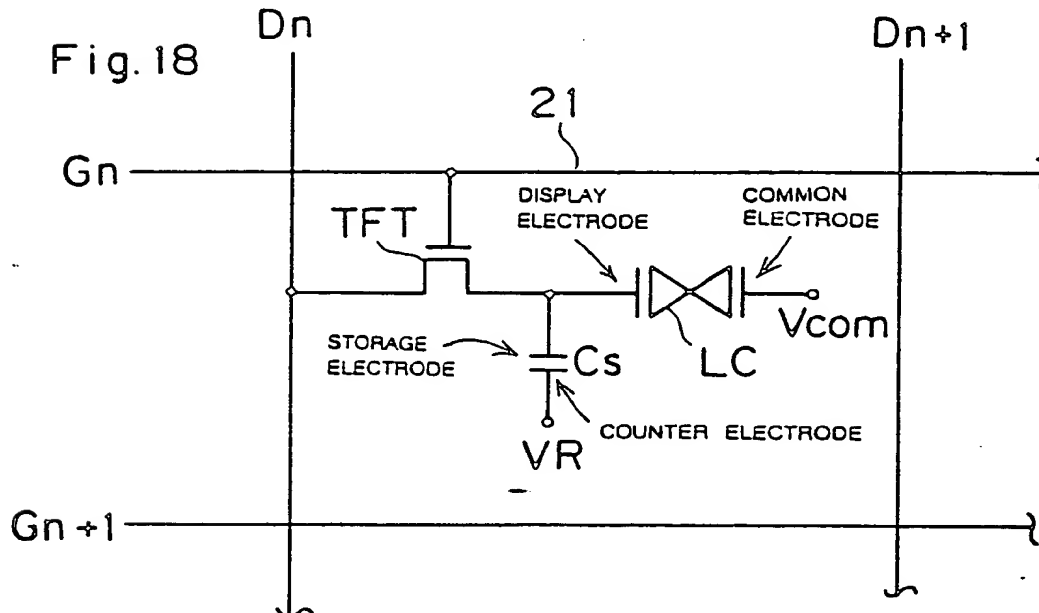 Fig. 18
Dn
Dn+1
21
Gn
DISPLAY
ELECTRODE
COMMON
ELECTRODE
TFT
Vcom
STORAGE
ELECTRODE
Cs
LC
COUNTER ELECTRODE
VR
Gn+1